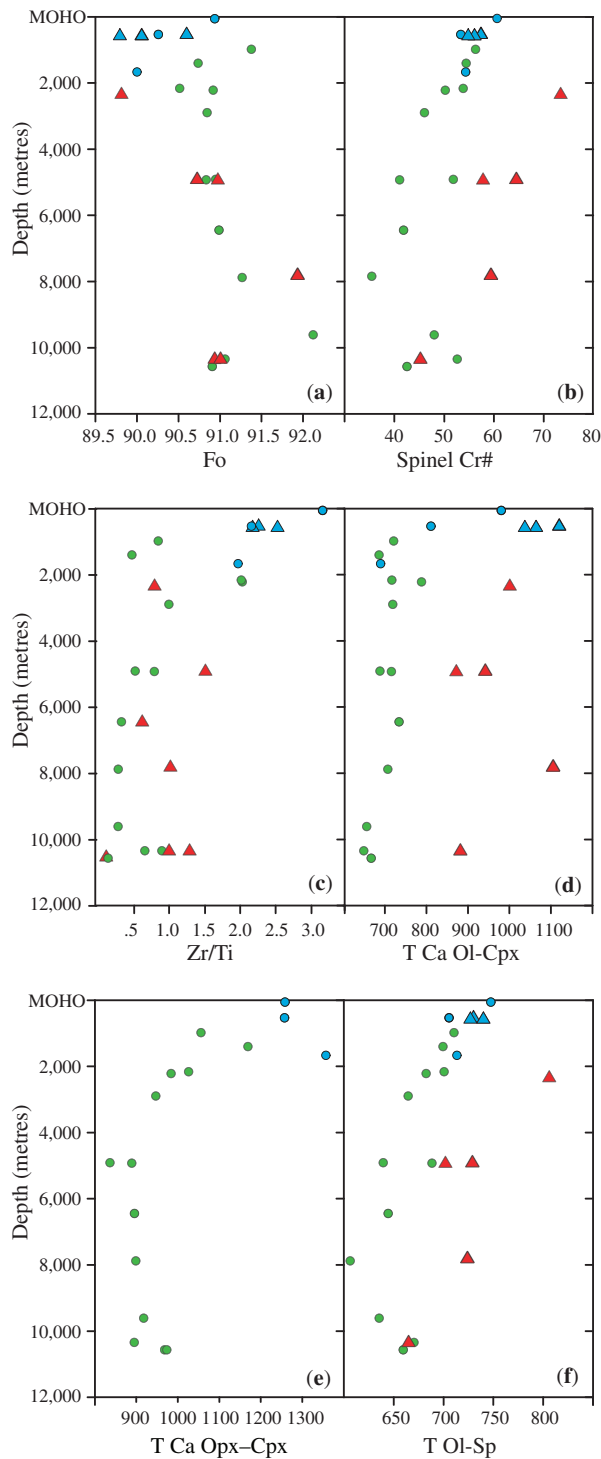 MOHO
2,000
4,000
6,000
8,000
10,000
12,000
Depth (metres)
(a)
(b)
89.5 90.0 90.5 91.0 91.5 92.0
40 50 60 70 80
Fo
Spinel Cr#
MOHO
2,000
4,000
6,000
8,000
10,000
12,000
Depth (metres)
(c)
(d)
.5 1.0 1.5 2.0 2.5 3.0
700 800 900 1000 1100
Zr/Ti
T Ca Ol-Cpx
MOHO
2,000
4,000
6,000
8,000
10,000
12,000
Depth (metres)
(e)
(f)
900 1000 1100 1200 1300
650 700 750 800
T Ca Opx–Cpx
T Ol-Sp